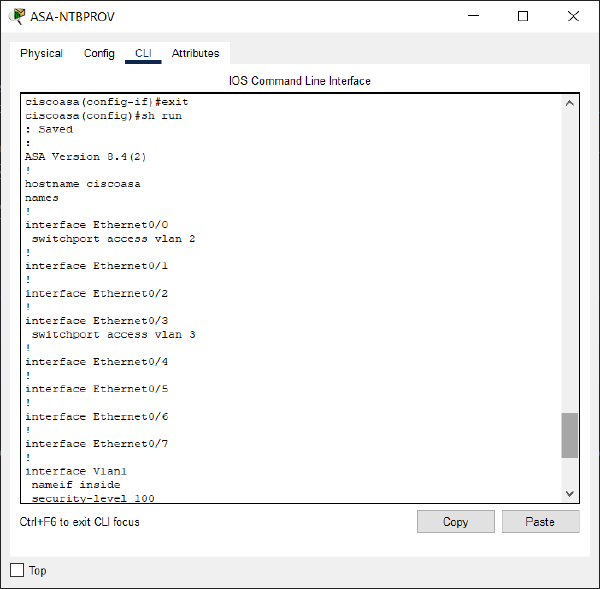 ASA-NTBPROV
Physical Config CLI Attributes
IOS Command Line Interface
ciscoasa(config-if)#exit
ciscoasa(config)#sh run
: Saved
:
ASA Version 8.4(2)
!
hostname ciscoasa
names
!
interface Ethernet0/0
switchport access vlan 2
!
interface Ethernet0/1
!
interface Ethernet0/2
!
interface Ethernet0/3
switchport access vlan 3
!
interface Ethernet0/4
!
interface Ethernet0/5
!
interface Ethernet0/6
!
interface Ethernet0/7
!
interface Vlan1
nameif inside
security-level 100
Ctrl+F6 to exit CLI focus
Copy Paste
Top